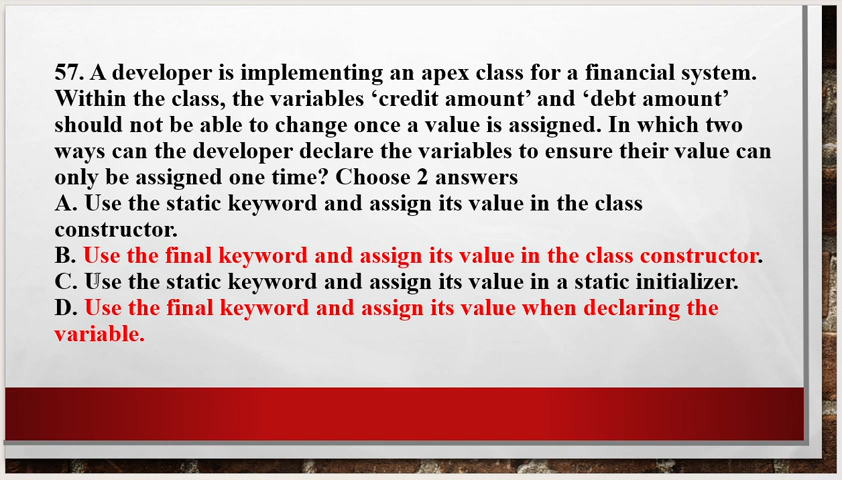 57. A developer is implementing an apex class for a financial system.
Within the class, the variables ‘credit amount’ and ‘debt amount’
should not be able to change once a value is assigned. In which two
ways can the developer declare the variables to ensure their value can
only be assigned one time? Choose 2 answers
A. Use the static keyword and assign its value in the class
constructor.
B. Use the final keyword and assign its value in the class constructor.
C. Use the static keyword and assign its value in a static initializer.
D. Use the final keyword and assign its value when declaring the
variable.